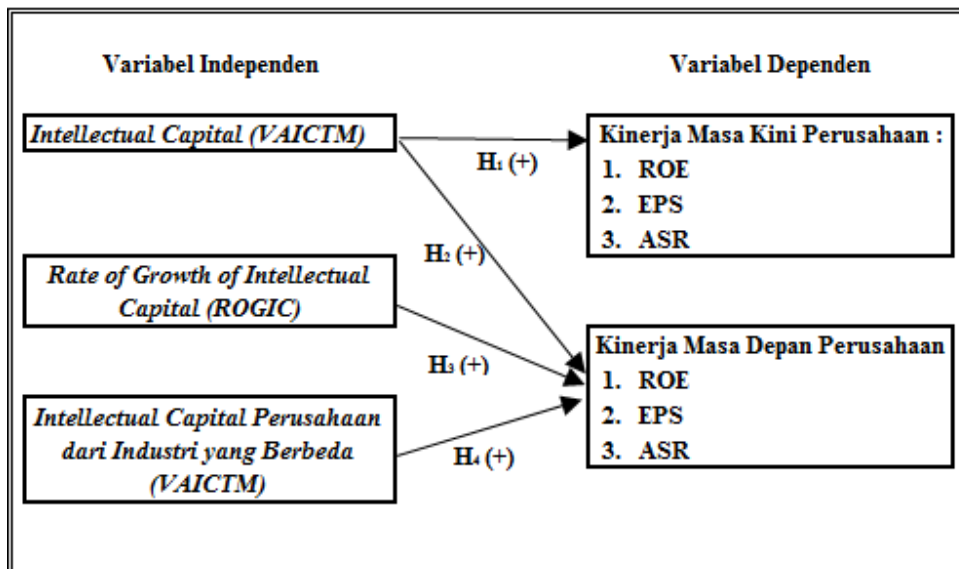 Variabel Independen
Variabel Dependen
Intellectual Capital (VAICTM)
Kinerja Masa Kini Perusahaan :
1. ROE
2. EPS
3. ASR
H₁ (+)
H₂ (+)
Rate of Growth of Intellectual
Capital (ROGIC)
H₃ (+)
Kinerja Masa Depan Perusahaan
1. ROE
2. EPS
3. ASR
Intellectual Capital Perusahaan
dari Industri yang Berbeda
(VAICTM)
H₄ (+)